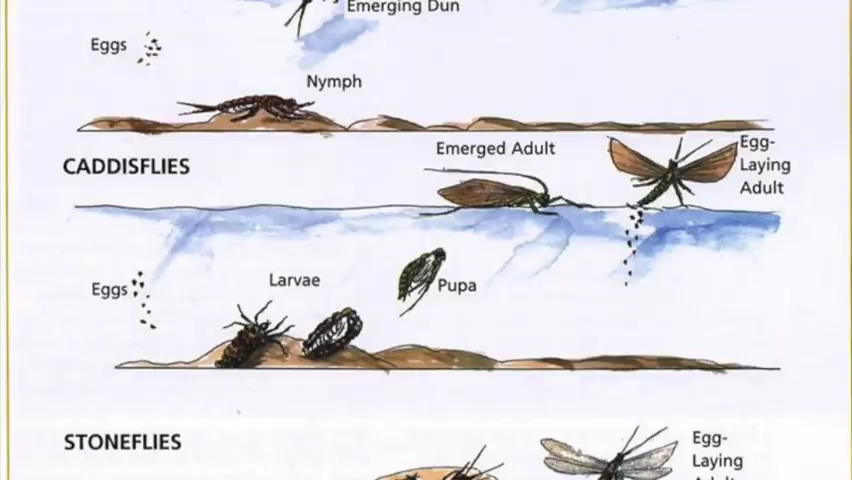 Emerging Dun
Eggs
Nymph
CADDISFLIES
Emerged Adult
Egg-
Laying
Adult
Eggs
Larvae
Pupa
STONEFLIES
Egg-
Laying